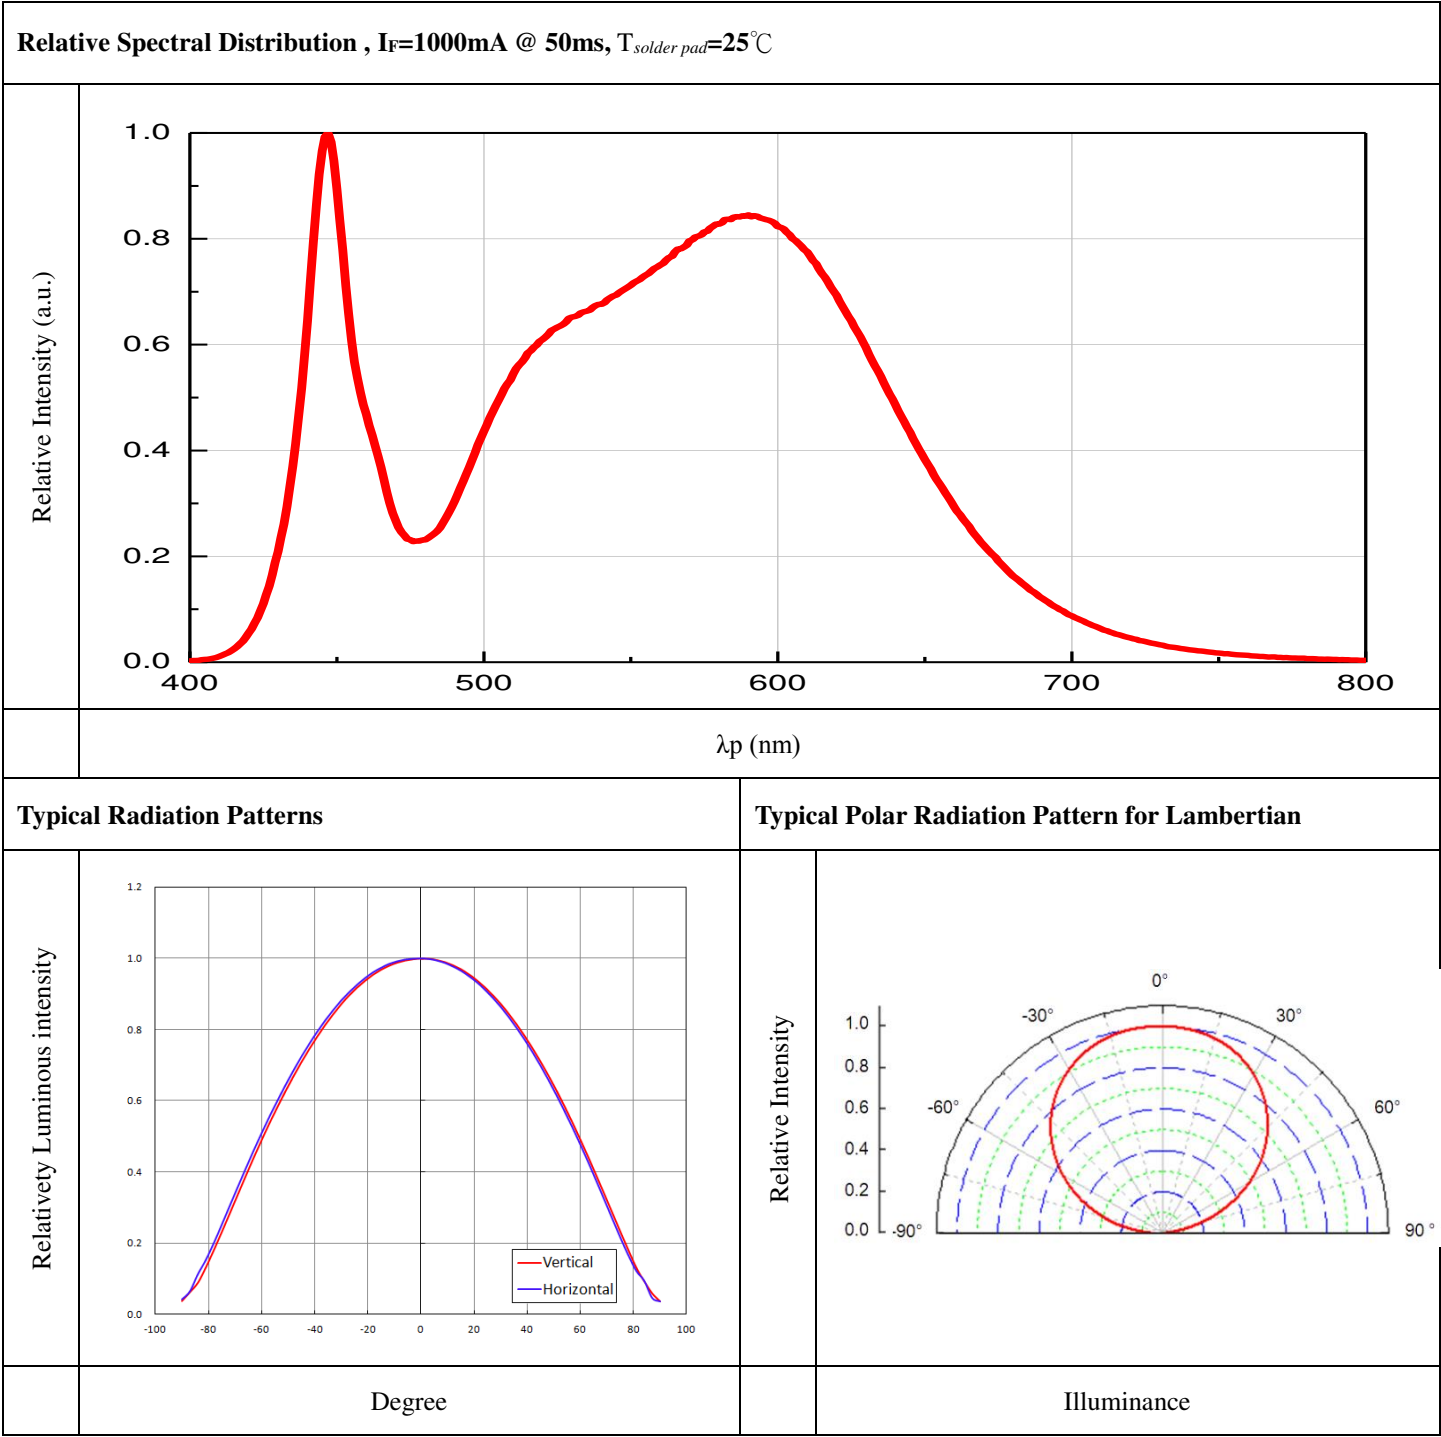 Relative Spectral Distribution , IF=1000mA @ 50ms, Tsolder pad=25℃
Relative Intensity (a.u.)
1.0
0.8
0.6
0.4
0.2
0.0
400 500 600 700 800
λp (nm)
Typical Radiation Patterns
Relativety Luminous intensity
1.2
1.0
0.8
0.6
0.4
0.2
0.0
-100 -80 -60 -40 -20 0 20 40 60 80 100
Vertical
Horizontal
Degree
Typical Polar Radiation Pattern for Lambertian
Relative Intensity
1.0
0.8
0.6
0.4
0.2
0.0
0°
-30° 30°
-60° 60°
-90° 90 °
Illuminance